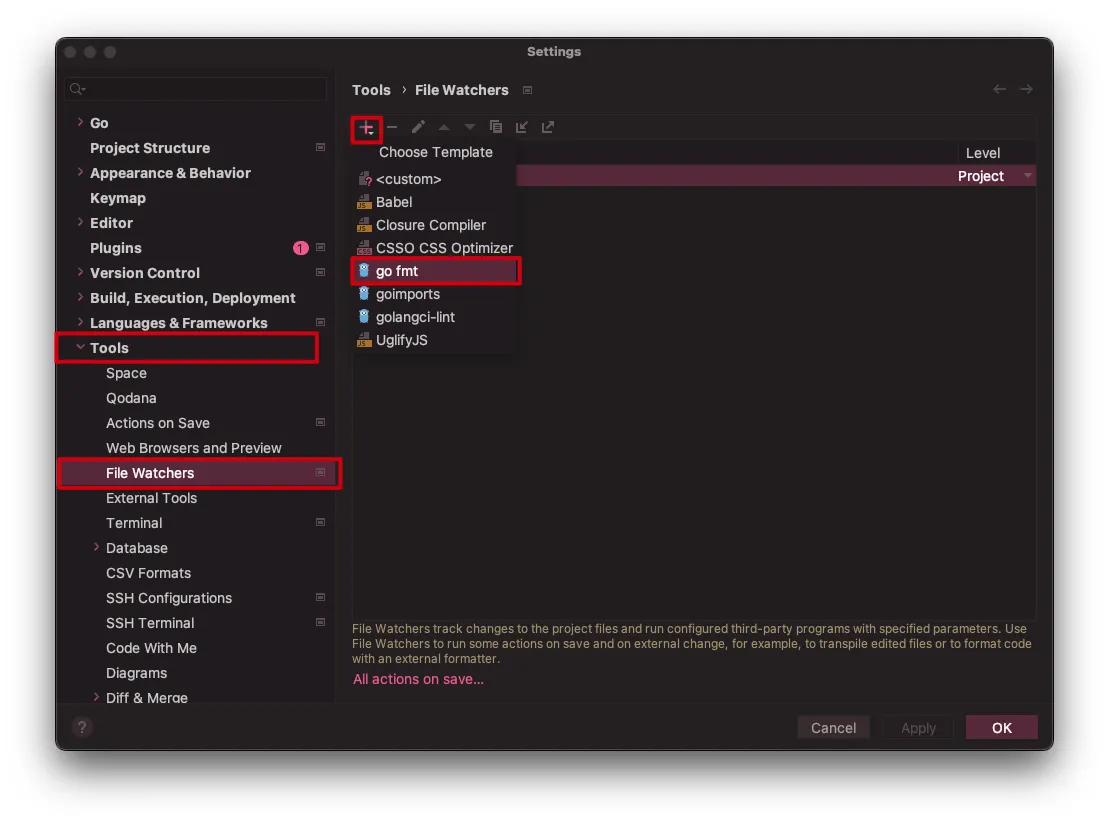 Settings
Go
Project Structure
Appearance & Behavior
Keymap
Editor
Plugins 1
Version Control
Build, Execution, Deployment
Languages & Frameworks
Tools
Space
Qodana
Actions on Save
Web Browsers and Preview
File Watchers
External Tools
Terminal
Database
CSV Formats
SSH Configurations
SSH Terminal
Code With Me
Diagrams
Diff & Merge
Tools › File Watchers
Choose Template
<custom>
Babel
Closure Compiler
CSSO CSS Optimizer
go fmt
goimports
golangci-lint
UglifyJS
Level
Project
File Watchers track changes to the project files and run configured third-party programs with specified parameters. Use
File Watchers to run some actions on save and on external change, for example, to transpile edited files or to format code
with an external formatter.
All actions on save...
?
Cancel
Apply
OK